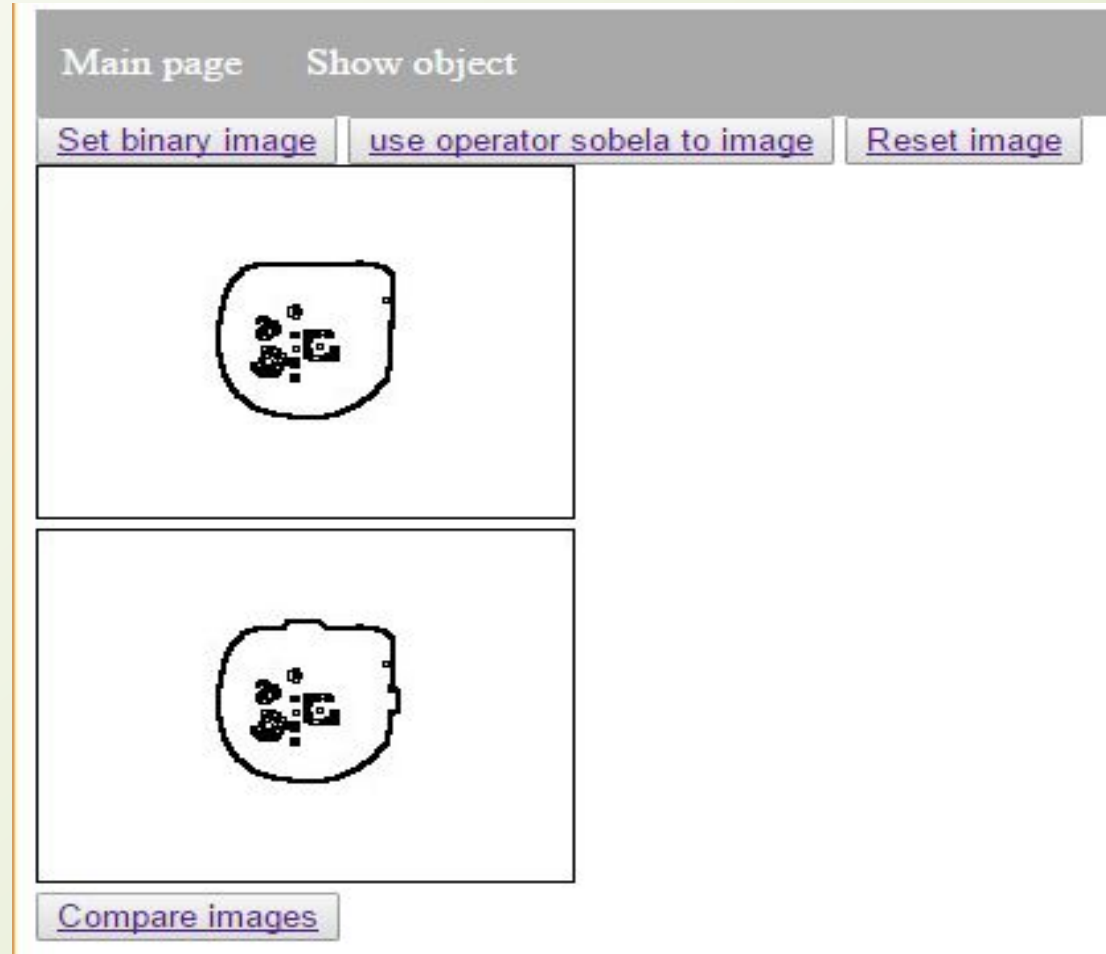 Main page Show object
Set binary image use operator sobela to image Reset image
Compare images